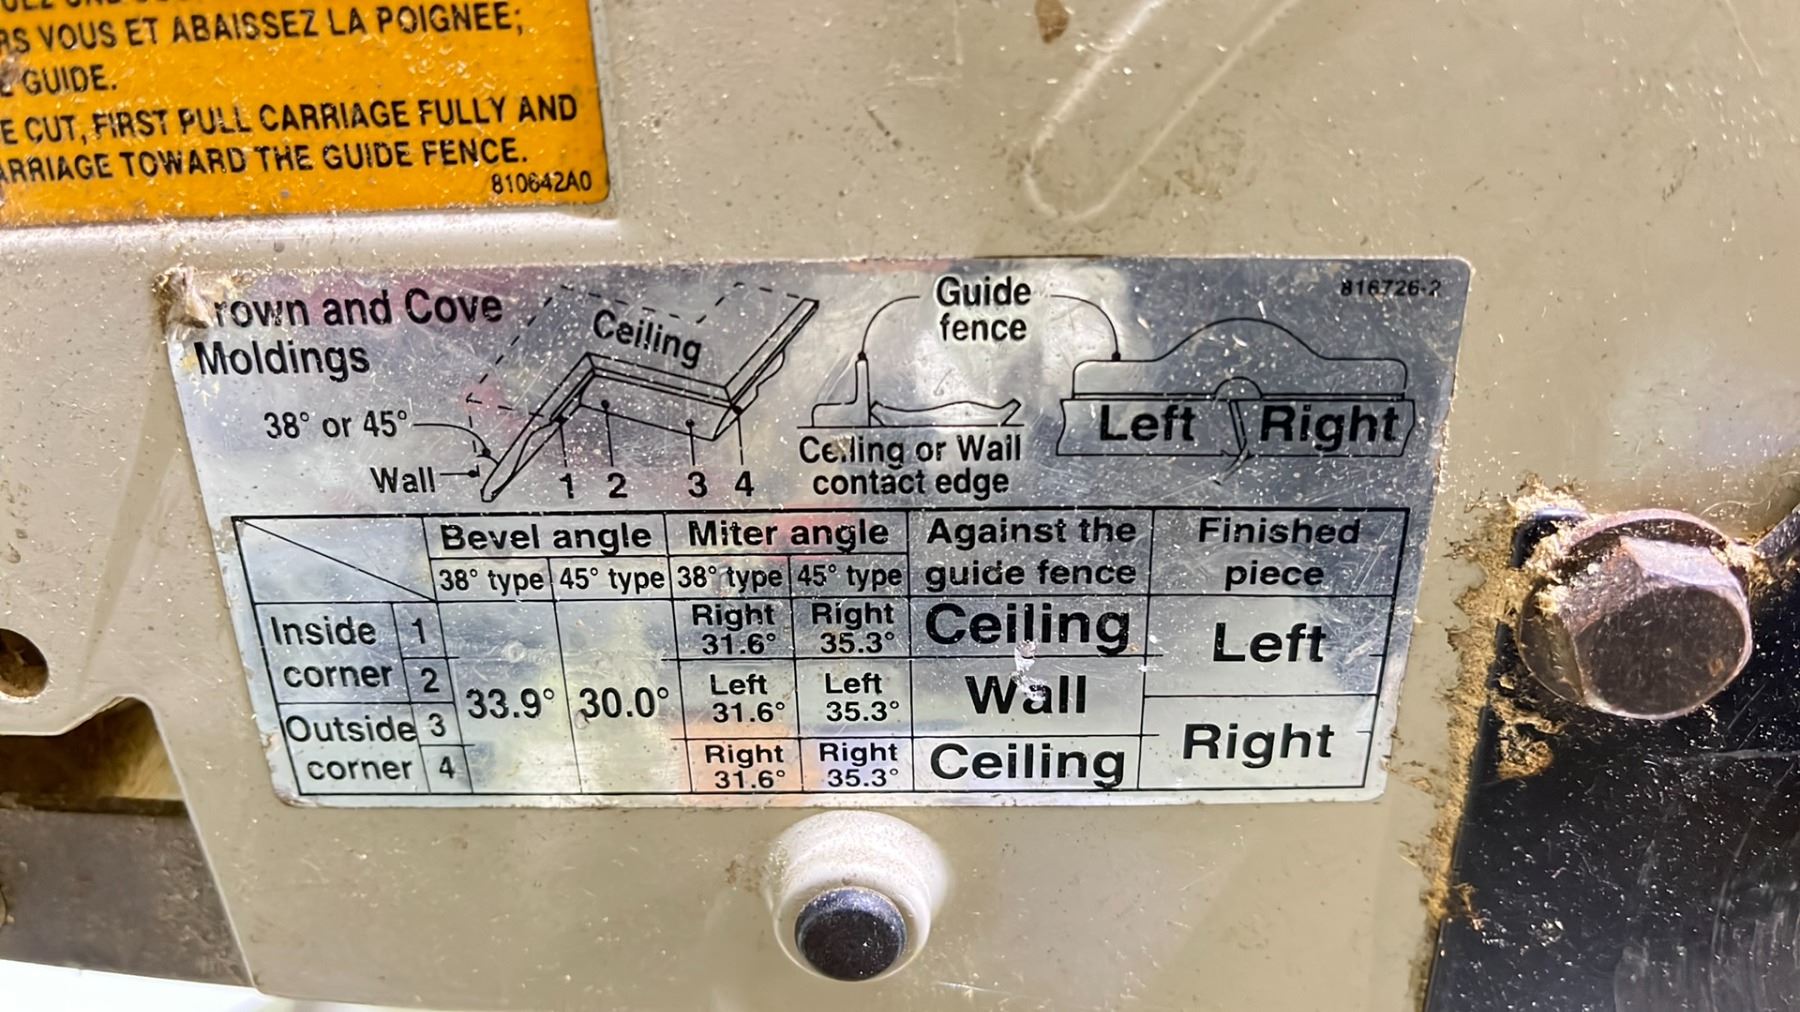 RS VOUS ET ABAISSEZ LA POIGNEE;
GUIDE.
E CUT, FIRST PULL CARRIAGE FULLY AND
ARRIAGE TOWARD THE GUIDE FENCE.
810642A0
816726-2
rown and Cove
Moldings
Ceiling
38° or 45°
Wall
1 2 3 4
Guide
fence
Ceiling or Wall
contact edge
Left Right
Bevel angle Miter angle Against the guide fence Finished piece
38° type 45° type 38° type 45° type
Inside corner 1 33.9° 30.0° Right 31.6° Right 35.3° Ceiling Left
2 Left 31.6° Left 35.3° Wall
Outside corner 3 Right
4 Right 31.6° Right 35.3° Ceiling